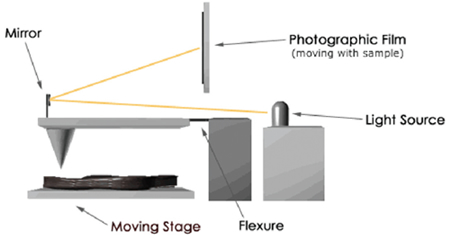 Mirror
Photographic Film
(moving with sample)
Light Source
Moving Stage
Flexure